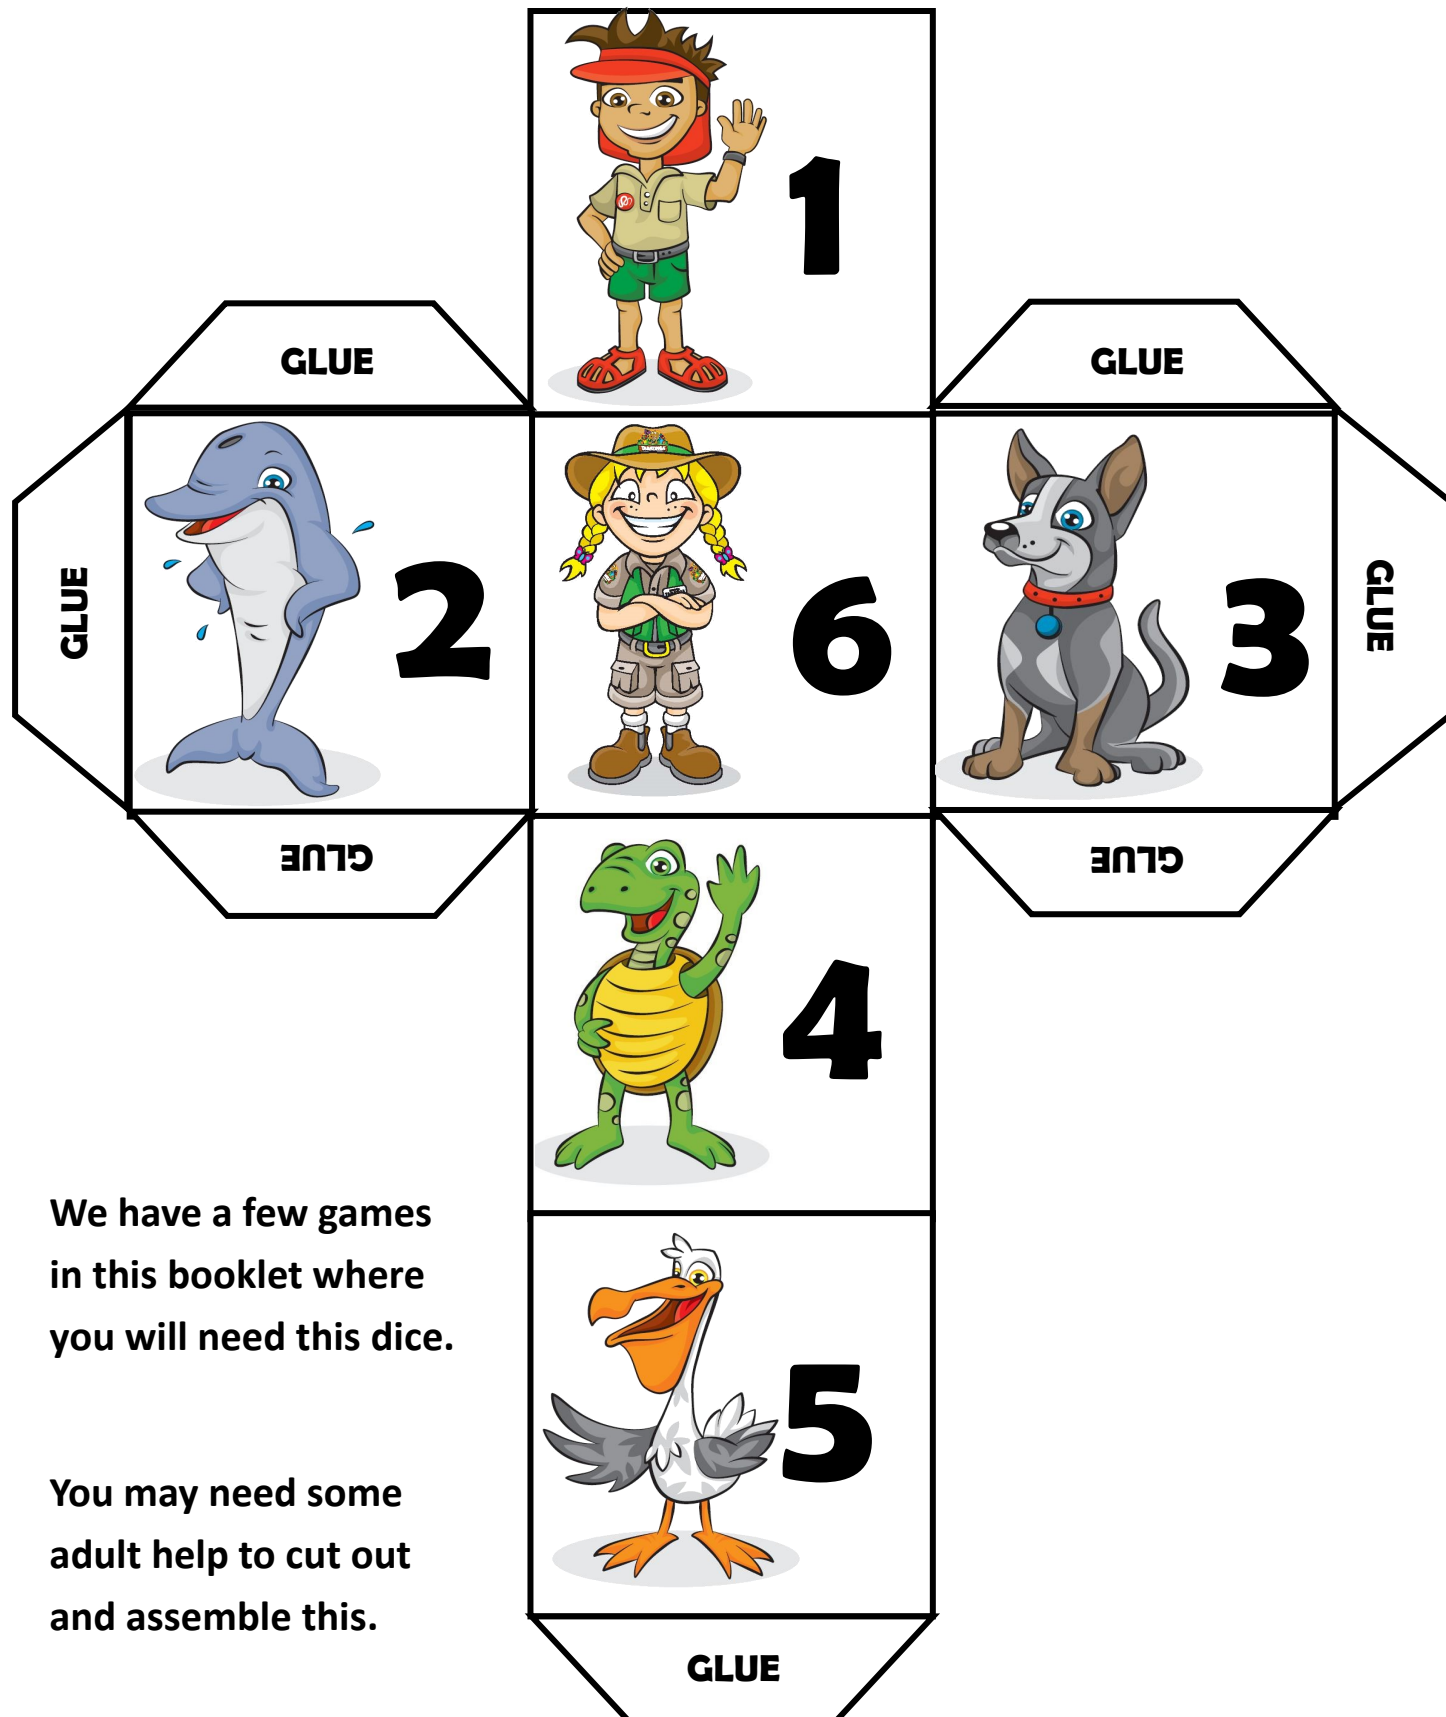 1
GLUE
GLUE
GLUE
2
6
3
GLUE
GLUE
GLUE
4
We have a few games
in this booklet where
you will need this dice.
5
You may need some
adult help to cut out
and assemble this.
GLUE